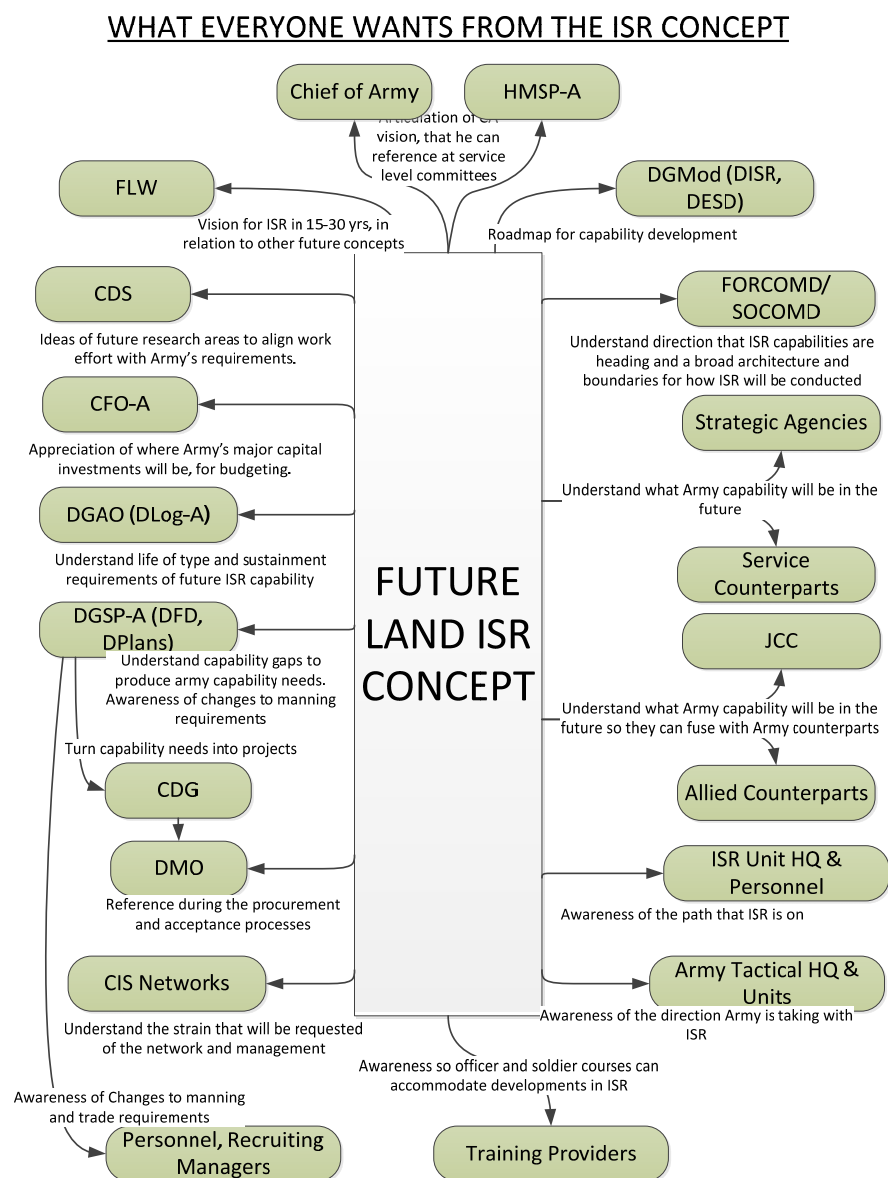 WHAT EVERYONE WANTS FROM THE ISR CONCEPT
Chief of Army
HMSP-A
Articulation of CA
vision, that he can
reference at service
level committees
FLW
Vision for ISR in 15-30 yrs, in
relation to other future concepts
DGMod (DISR,
DESD)
Roadmap for capability development
CDS
Ideas of future research areas to align work
effort with Army's requirements.
FORCOMD/
SOCOMD
Understand direction that ISR capabilities are
heading and a broad architecture and
boundaries for how ISR will be conducted
CFO-A
Appreciation of where Army's major capital
investments will be, for budgeting.
Strategic Agencies
Understand what Army capability will be in the
future
Service
Counterparts
DGAO (DLog-A)
Understand life of type and sustainment
requirements of future ISR capability
FUTURE
LAND ISR
CONCEPT
DGSP-A (DFD,
DPlans)
Understand capability gaps to
produce army capability needs.
Awareness of changes to manning
requirements
JCC
Understand what Army capability will be in the
future so they can fuse with Army counterparts
Allied Counterparts
Turn capability needs into projects
CDG
DMO
Reference during the procurement
and acceptance processes
ISR Unit HQ &
Personnel
Awareness of the path that ISR is on
CIS Networks
Understand the strain that will be requested
of the network and management
Army Tactical HQ &
Units
Awareness of the direction Army is taking with
ISR
Awareness so officer and soldier courses can
accommodate developments in ISR
Training Providers
Awareness of Changes to manning
and trade requirements
Personnel, Recruiting
Managers